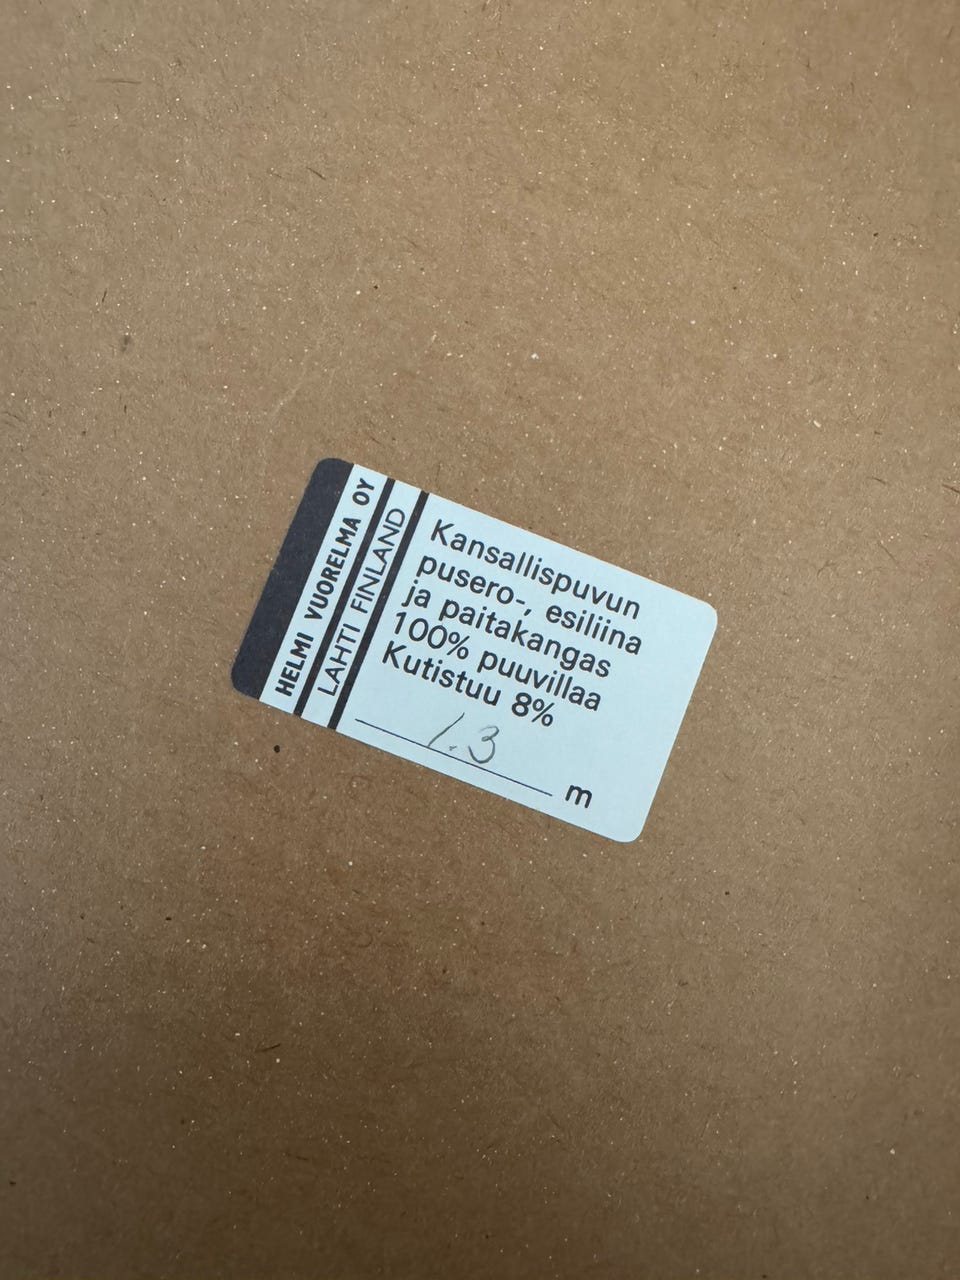 HELMI VUORELMA OY
LAHTI FINLAND
Kansallispuvun
pusero-, esiliina
ja paitakangas
100% puuvillaa
Kutistuu 8%
1.3 m